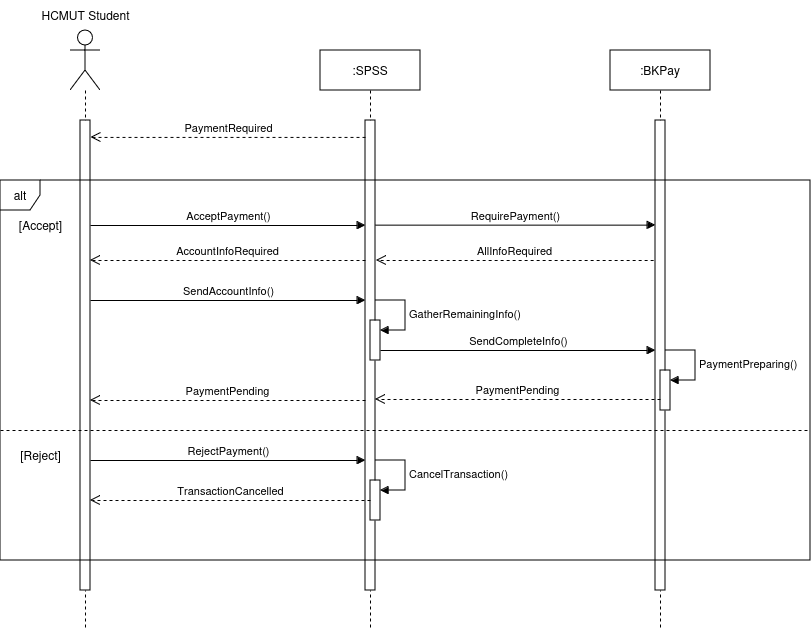 HCMUT Student
:SPSS
:BKPay
PaymentRequired
alt
[Accept]
AcceptPayment()
RequirePayment()
AccountInfoRequired
AllInfoRequired
SendAccountInfo()
GatherRemainingInfo()
SendCompleteInfo()
PaymentPreparing()
PaymentPending
PaymentPending
[Reject]
RejectPayment()
CancelTransaction()
TransactionCancelled